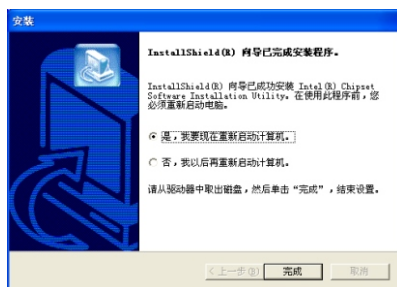 安装
InstallShield(R) 向导已完成安装程序。
InstallShield(R) 向导已成功安装 Intel(R) Chipset
Software Installation Utility。在使用此程序前，您
必须重新启动电脑。
是，我要现在重新启动计算机。
否，我以后再重新启动计算机。
请从驱动器中取出磁盘，然后单击“完成”，结束设置。
<上一步(B) 完成 取消